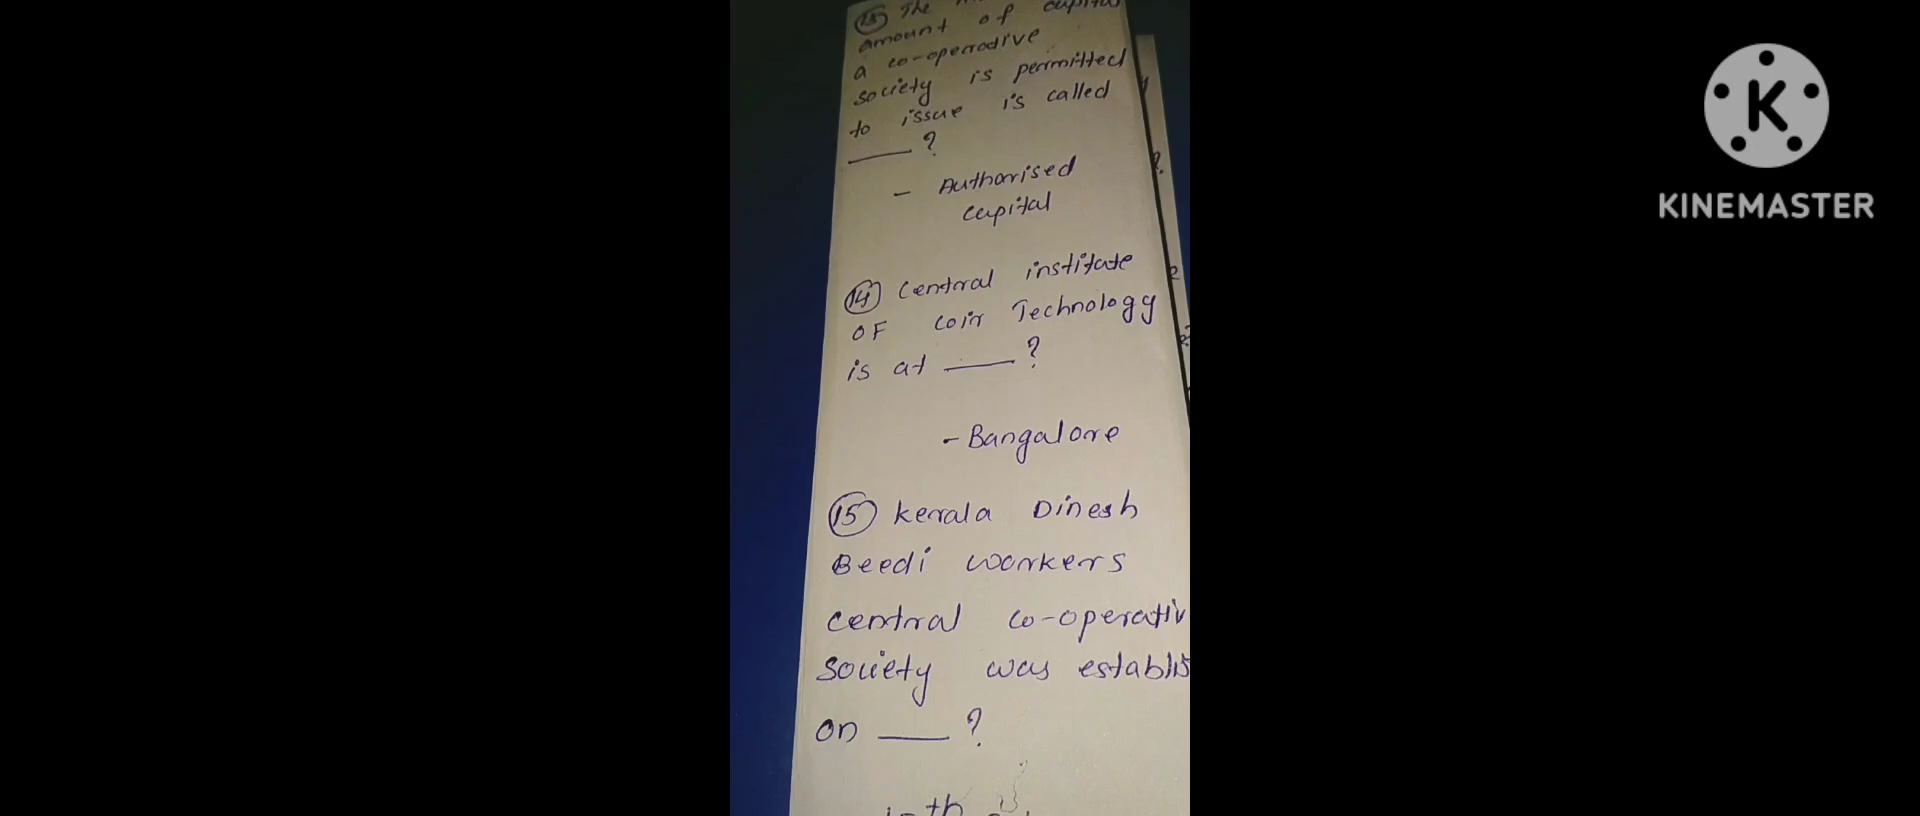 13 The
amount of capital
a co-operative
society is permitted
to issue is called
____ ?
- Authorised
capital
14 Central institute
OF coir Technology
is at ____ ?
- Bangalore
15 Kerala Dinesh
Beedi workers
central co-operativ
society was establis
on ____ ?
K
KINEMASTER